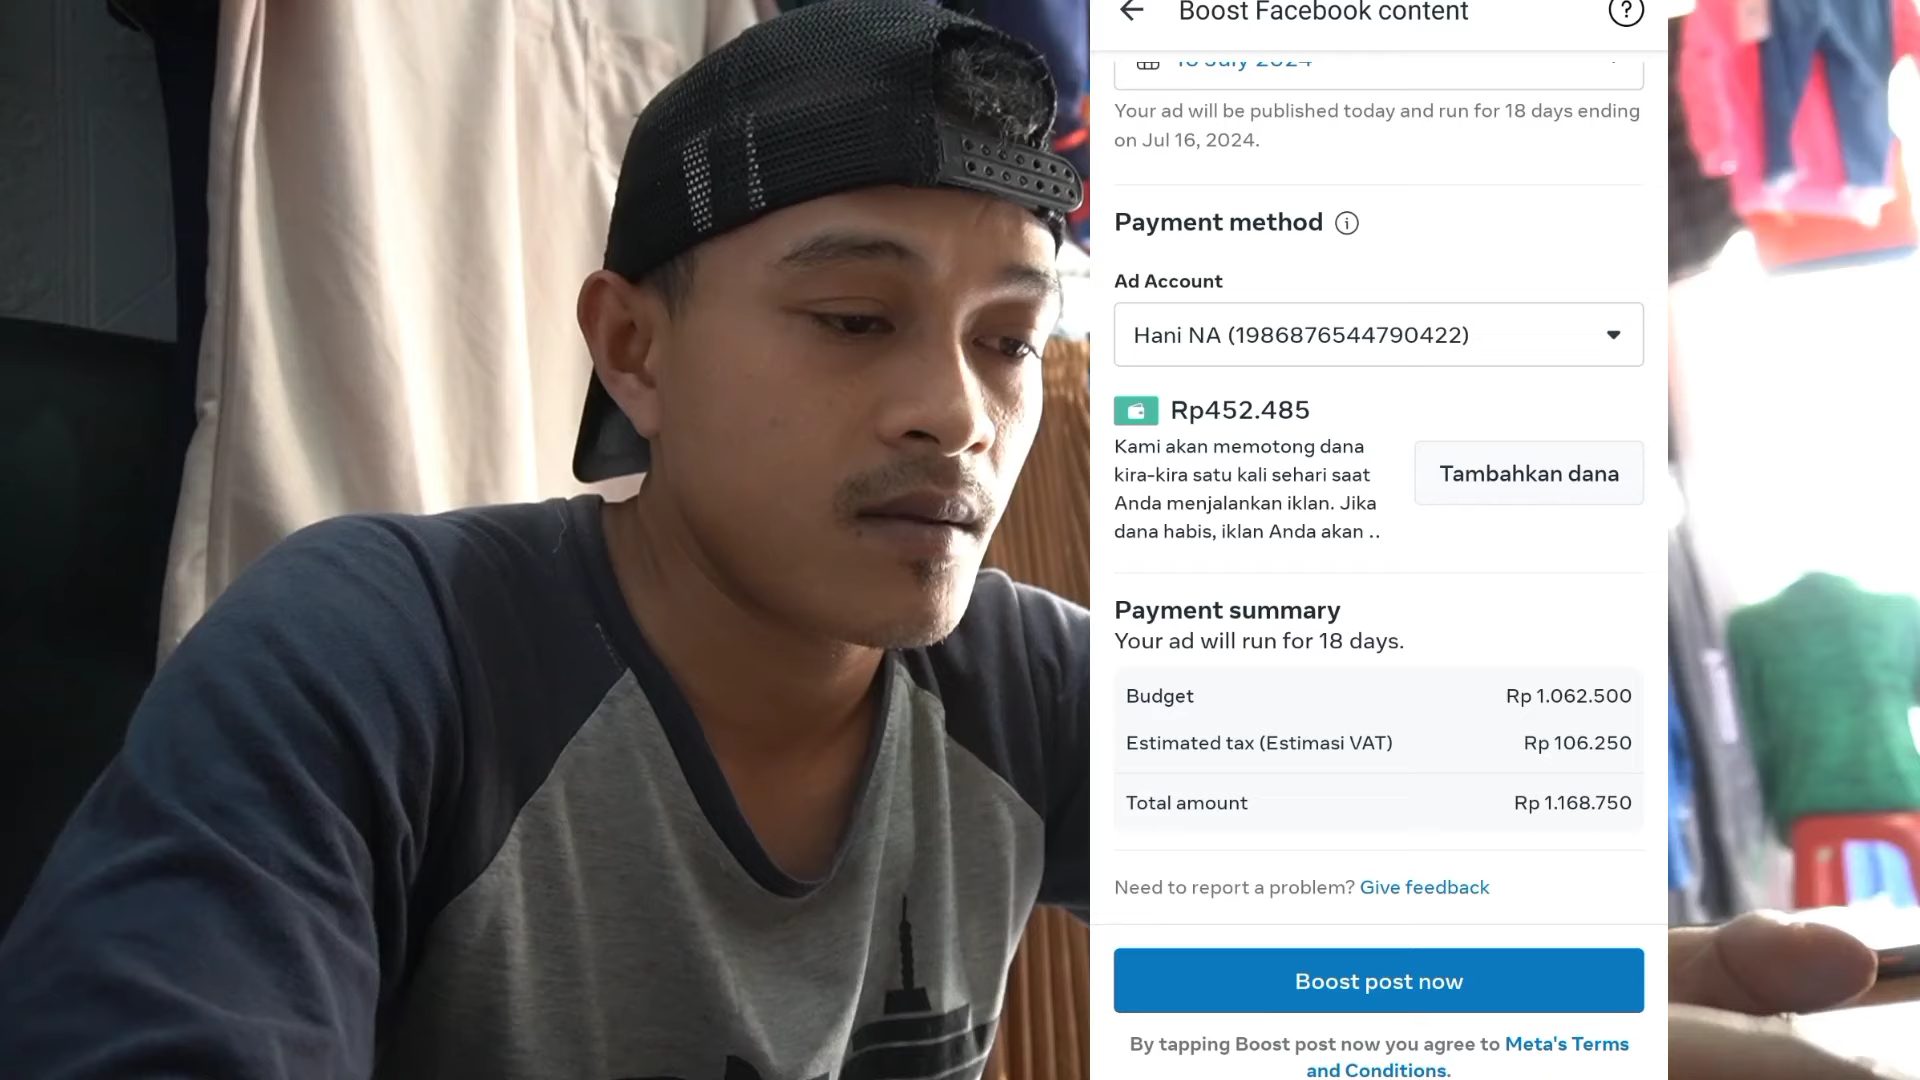 Boost Facebook content
Your ad will be published today and run for 18 days ending
on Jul 16, 2024.
Payment method
Ad Account
Hani NA (1986876544790422)
Rp452.485
Kami akan memotong dana
kira-kira satu kali sehari saat
Anda menjalankan iklan. Jika
dana habis, iklan Anda akan ..
Tambahkan dana
Payment summary
Your ad will run for 18 days.
Budget Rp 1.062.500
Estimated tax (Estimasi VAT) Rp 106.250
Total amount Rp 1.168.750
Need to report a problem? Give feedback
Boost post now
By tapping Boost post now you agree to Meta's Terms
and Conditions.